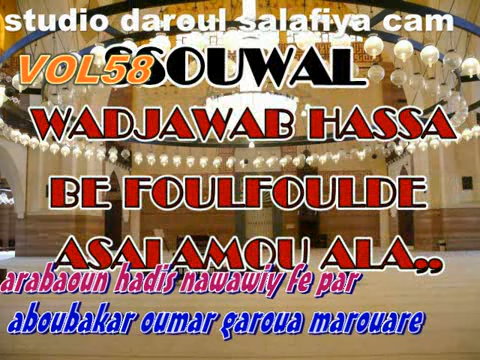 studio daroul salafiya cam
VOL58 SSOUWAL
WADJAWAB HASSA
BE FOULFOULDE
ASALAMOU ALA,,
arabaoun hadis nawawiy fe par
aboubakar oumar garoua marouare